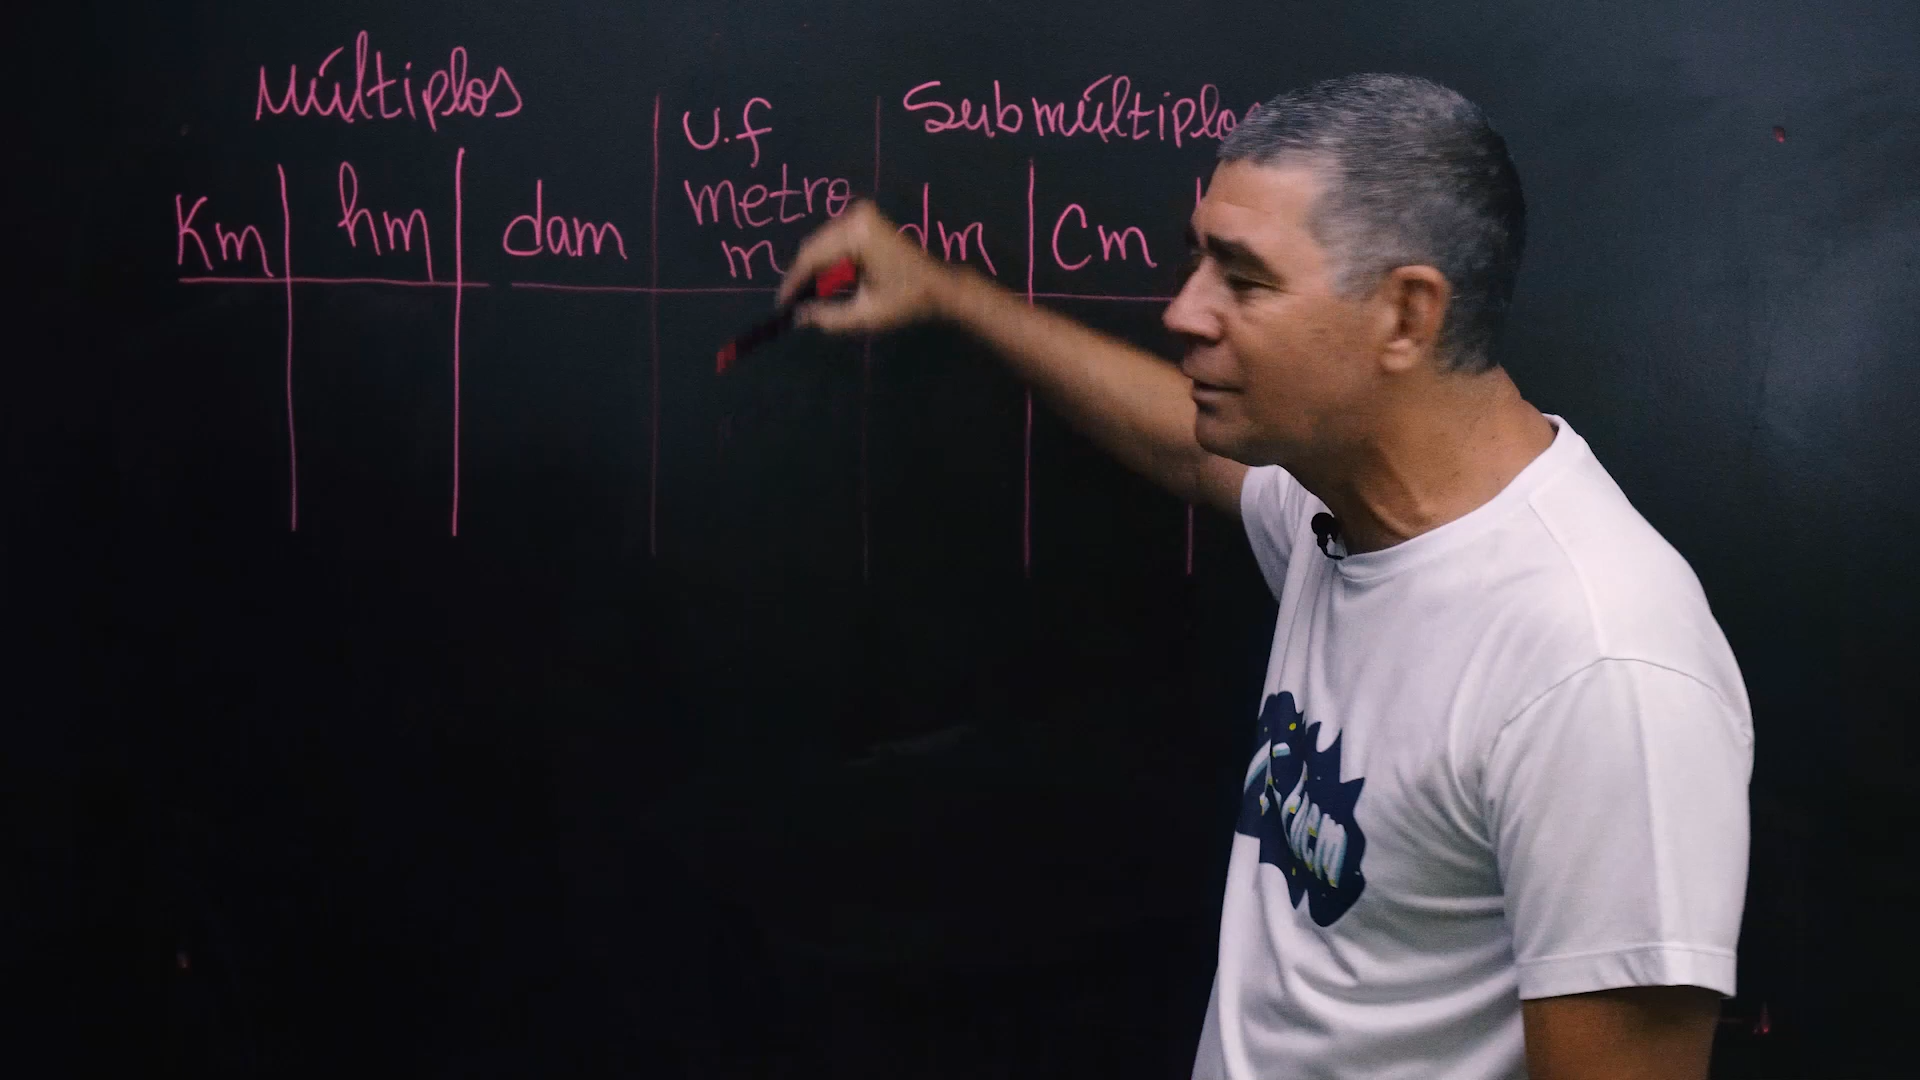 Múltiplos
U.f
Submúltiplos
metro
Km hm dam m dm cm